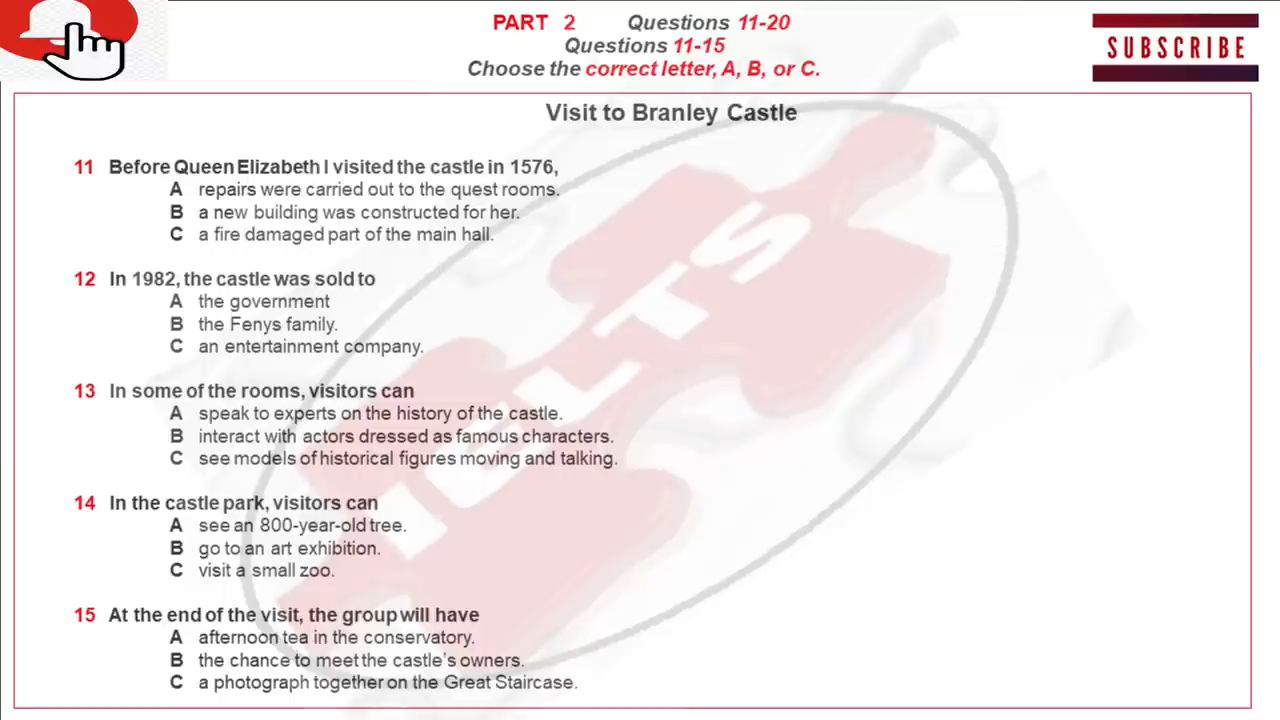 PART 2 Questions 11-20
Questions 11-15
Choose the correct letter, A, B, or C.
SUBSCRIBE
Visit to Branley Castle
11 Before Queen Elizabeth I visited the castle in 1576,
A repairs were carried out to the quest rooms.
B a new building was constructed for her.
C a fire damaged part of the main hall.
12 In 1982, the castle was sold to
A the government
B the Fenys family.
C an entertainment company.
13 In some of the rooms, visitors can
A speak to experts on the history of the castle.
B interact with actors dressed as famous characters.
C see models of historical figures moving and talking.
14 In the castle park, visitors can
A see an 800-year-old tree.
B go to an art exhibition.
C visit a small zoo.
15 At the end of the visit, the group will have
A afternoon tea in the conservatory.
B the chance to meet the castle's owners.
C a photograph together on the Great Staircase.
IELTS